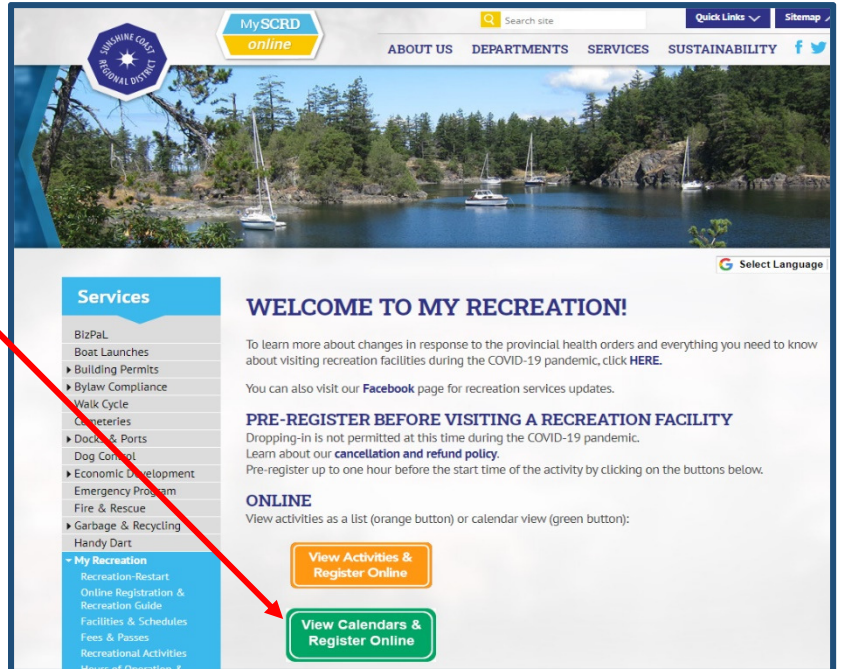 SUNSHINE COAST
REGIONAL DISTRICT
MySCRD
online
Search site
Quick Links
Sitemap
ABOUT US DEPARTMENTS SERVICES SUSTAINABILITY
G Select Language
Services
BizPaL
Boat Launches
Building Permits
Bylaw Compliance
Walk Cycle
Cemeteries
Docks & Ports
Dog Control
Economic Development
Emergency Program
Fire & Rescue
Garbage & Recycling
Handy Dart
My Recreation
Recreation-Restart
Online Registration &
Recreation Guide
Facilities & Schedules
Fees & Passes
Recreational Activities
Hours of Operation &
WELCOME TO MY RECREATION!
To learn more about changes in response to the provincial health orders and everything you need to know
about visiting recreation facilities during the COVID-19 pandemic, click HERE.
You can also visit our Facebook page for recreation services updates.
PRE-REGISTER BEFORE VISITING A RECREATION FACILITY
Dropping-in is not permitted at this time during the COVID-19 pandemic.
Learn about our cancellation and refund policy.
Pre-register up to one hour before the start time of the activity by clicking on the buttons below.
ONLINE
View activities as a list (orange button) or calendar view (green button):
View Activities &
Register Online
View Calendars &
Register Online